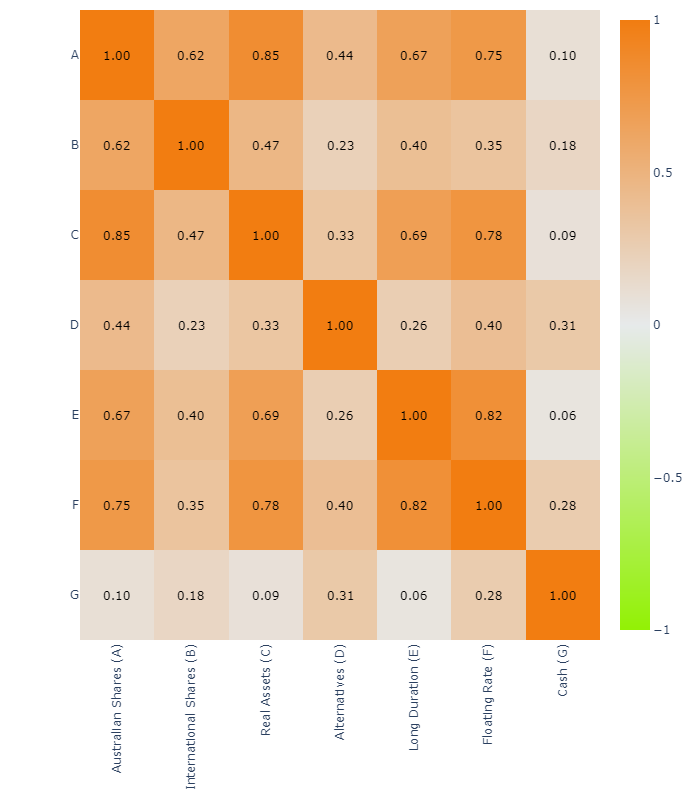 A 1.00 0.62 0.85 0.44 0.67 0.75 0.10
B 0.62 1.00 0.47 0.23 0.40 0.35 0.18
C 0.85 0.47 1.00 0.33 0.69 0.78 0.09
D 0.44 0.23 0.33 1.00 0.26 0.40 0.31
E 0.67 0.40 0.69 0.26 1.00 0.82 0.06
F 0.75 0.35 0.78 0.40 0.82 1.00 0.28
G 0.10 0.18 0.09 0.31 0.06 0.28 1.00
Australian Shares (A)
International Shares (B)
Real Assets (C)
Alternatives (D)
Long Duration (E)
Floating Rate (F)
Cash (G)
1
0.5
0
−0.5
−1